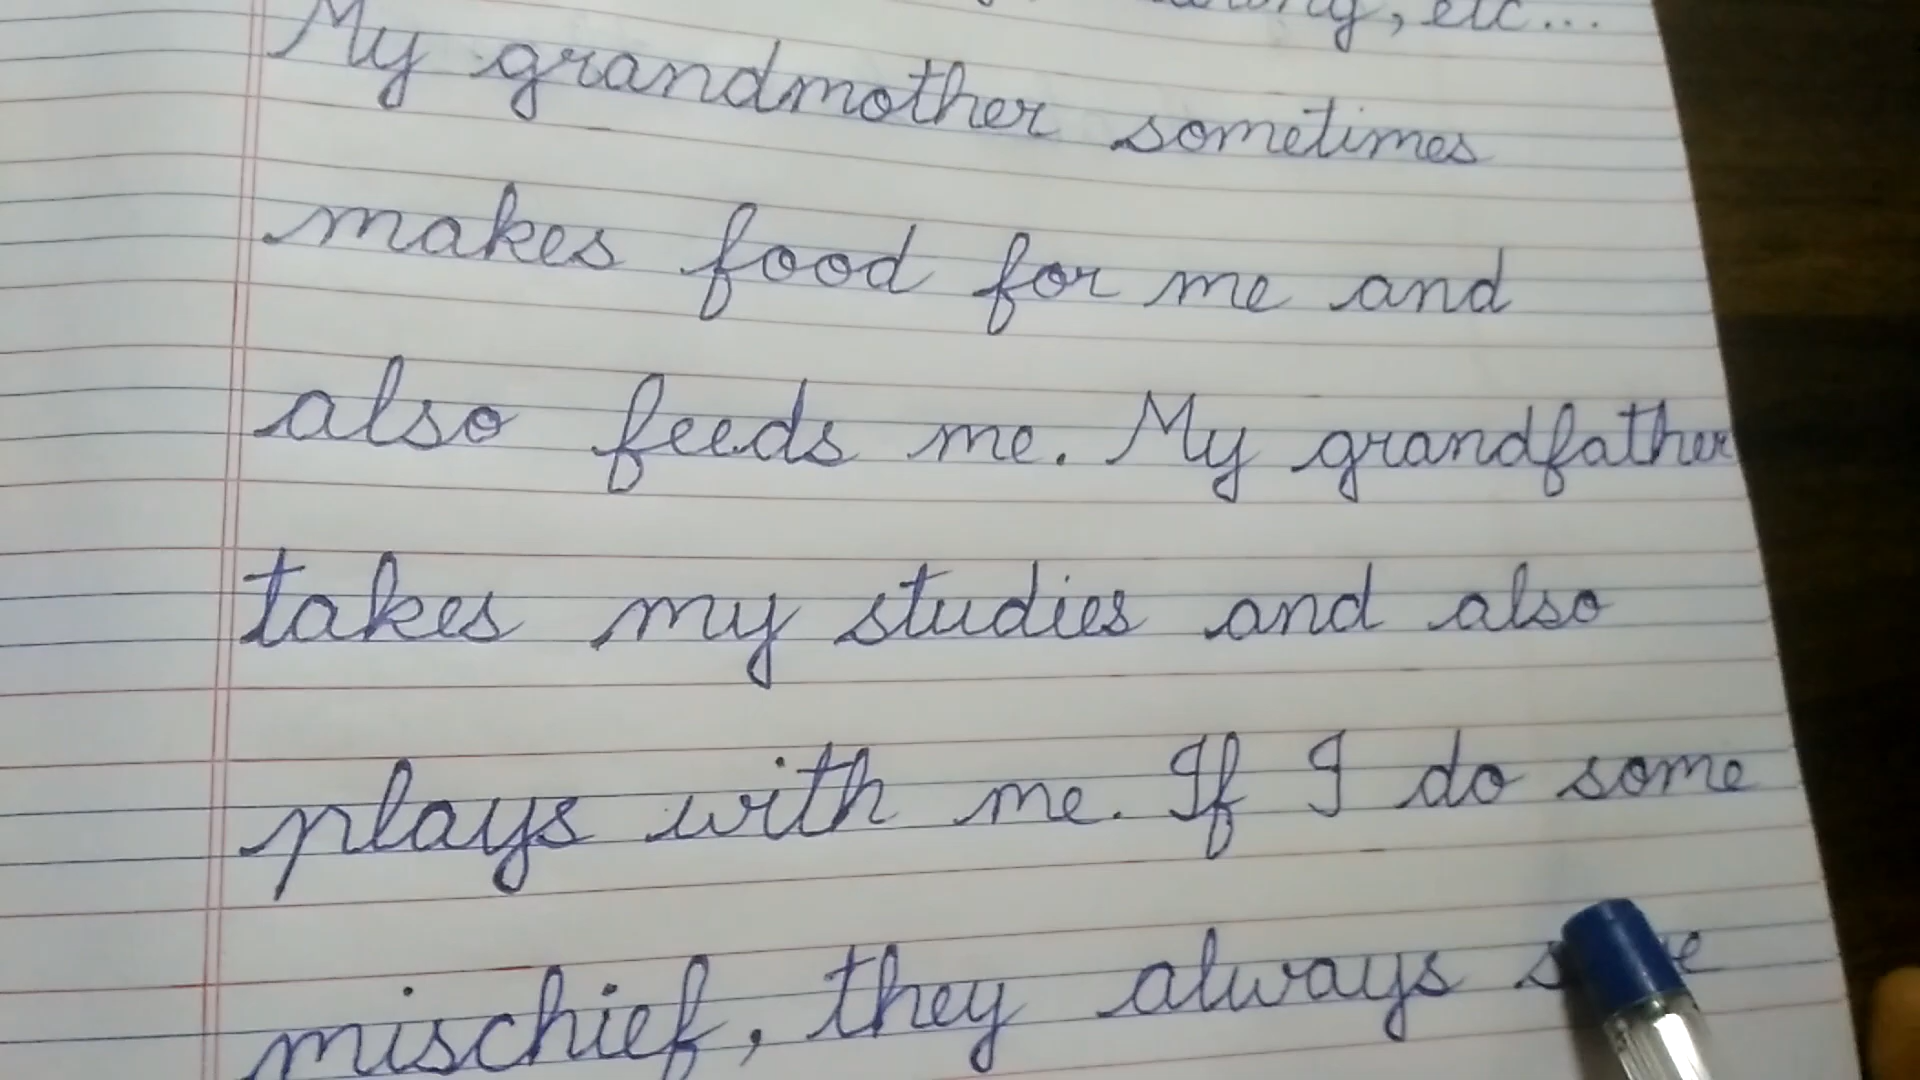 etc...
My grandmother sometimes
makes food for me and
also feeds me. My grandfather
takes my studies and also
plays with me. If I do some
mischief, they always